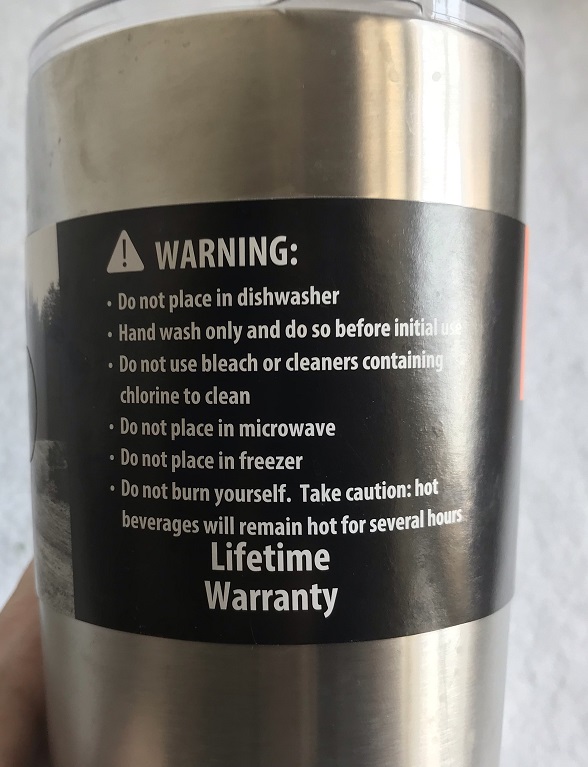 WARNING:
• Do not place in dishwasher
• Hand wash only and do so before initial use
• Do not use bleach or cleaners containing
chlorine to clean
• Do not place in microwave
• Do not place in freezer
• Do not burn yourself. Take caution: hot
beverages will remain hot for several hours
Lifetime
Warranty